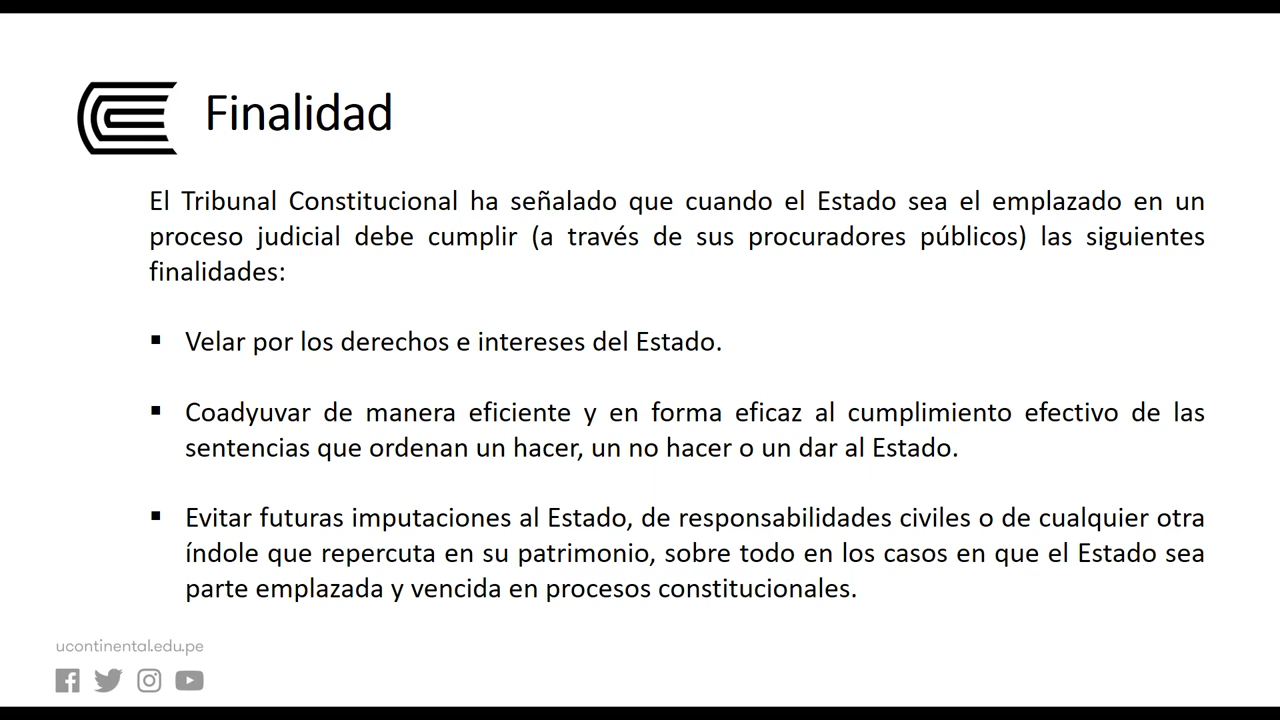 Finalidad
El Tribunal Constitucional ha señalado que cuando el Estado sea el emplazado en un
proceso judicial debe cumplir (a través de sus procuradores públicos) las siguientes
finalidades:
▪ Velar por los derechos e intereses del Estado.
▪ Coadyuvar de manera eficiente y en forma eficaz al cumplimiento efectivo de las
sentencias que ordenan un hacer, un no hacer o un dar al Estado.
▪ Evitar futuras imputaciones al Estado, de responsabilidades civiles o de cualquier otra
índole que repercuta en su patrimonio, sobre todo en los casos en que el Estado sea
parte emplazada y vencida en procesos constitucionales.
ucontinental.edu.pe